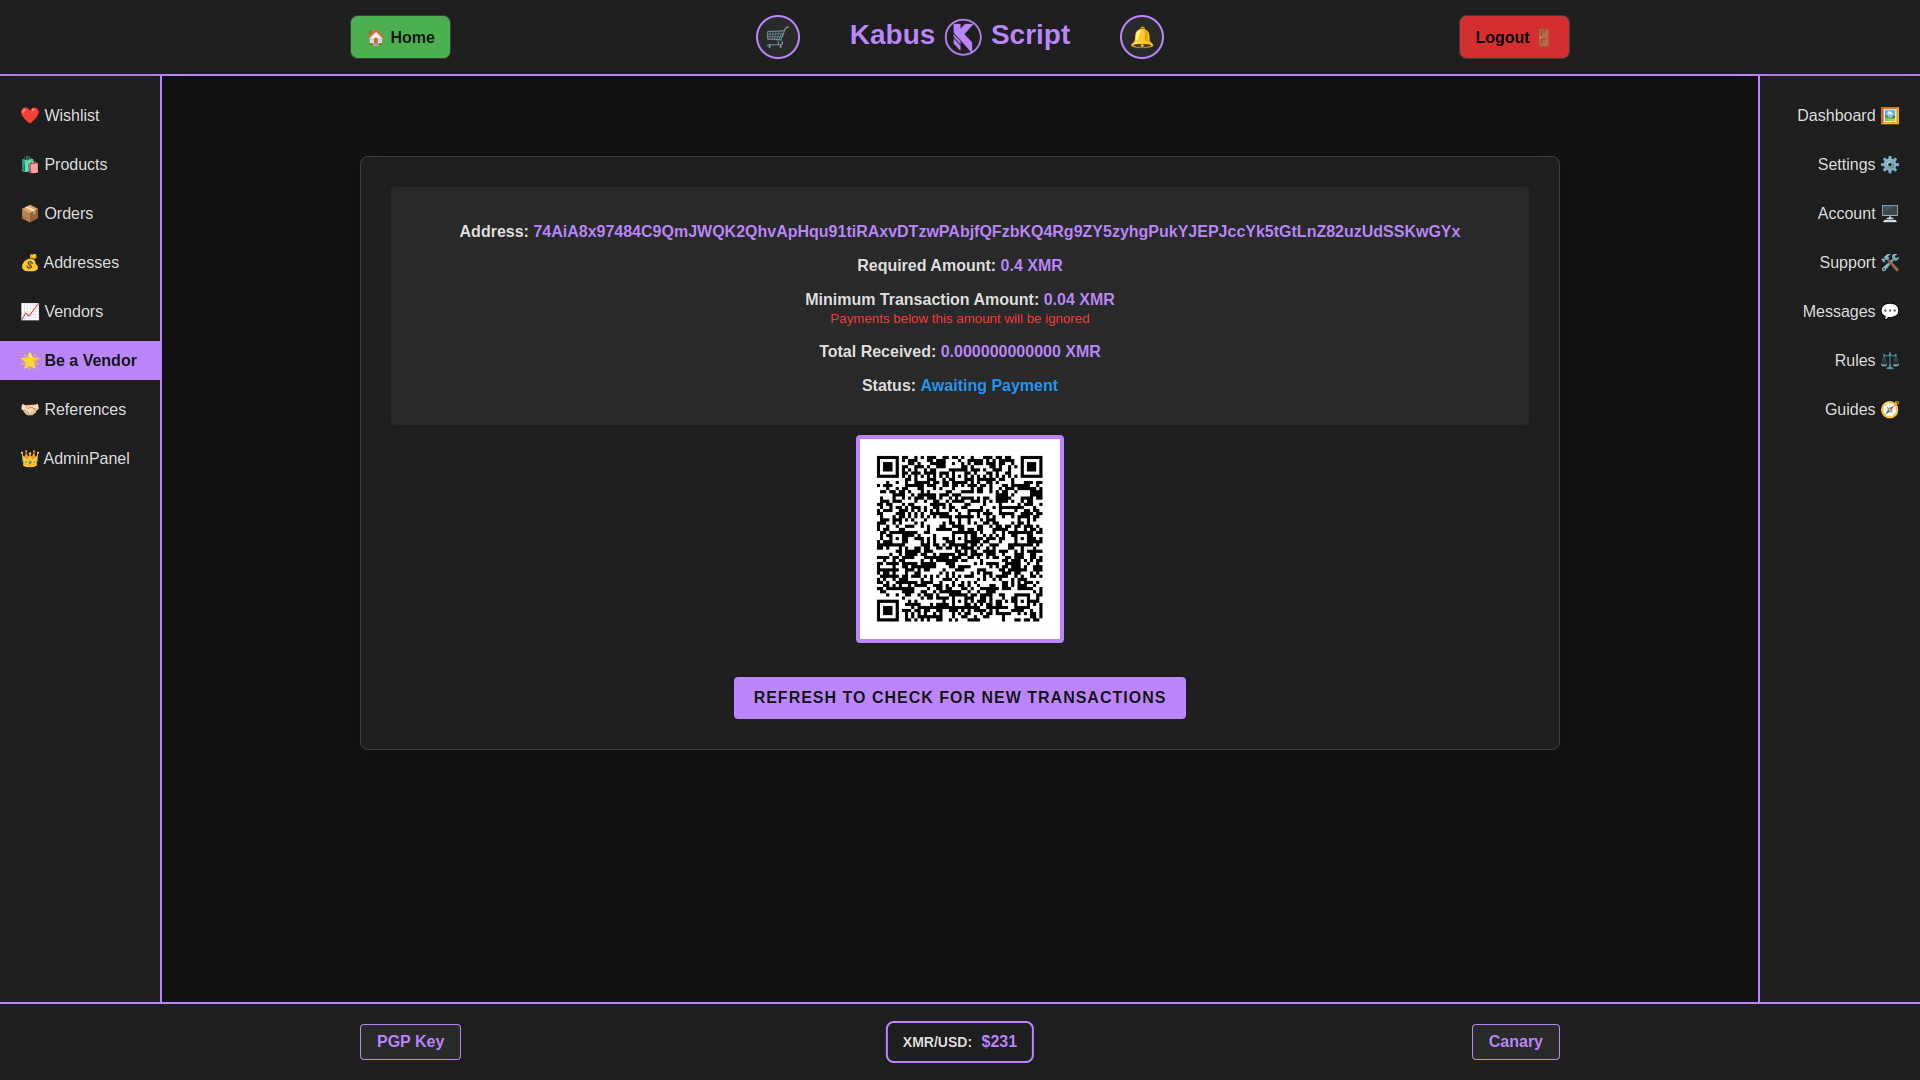 🏠 Home
🛒
Kabus Script
🔔
Logout 🚪
❤️ Wishlist
🛍️ Products
📦 Orders
💰 Addresses
📈 Vendors
🌟 Be a Vendor
🤝🏻 References
👑 AdminPanel
Address: 74AiA8x97484C9QmJWQK2QhvApHqu91tiRAxvDTzwPAbjfQFzbKQ4Rg9ZY5zyhgPukYJEPJccYk5tGtLnZ82uzUdSSKwGYx
Required Amount: 0.4 XMR
Minimum Transaction Amount: 0.04 XMR
Payments below this amount will be ignored
Total Received: 0.000000000000 XMR
Status: Awaiting Payment
REFRESH TO CHECK FOR NEW TRANSACTIONS
Dashboard 🖼️
Settings ⚙️
Account 🖥️
Support 🛠️
Messages 💬
Rules ⚖️
Guides 🧭
PGP Key
XMR/USD: $231
Canary